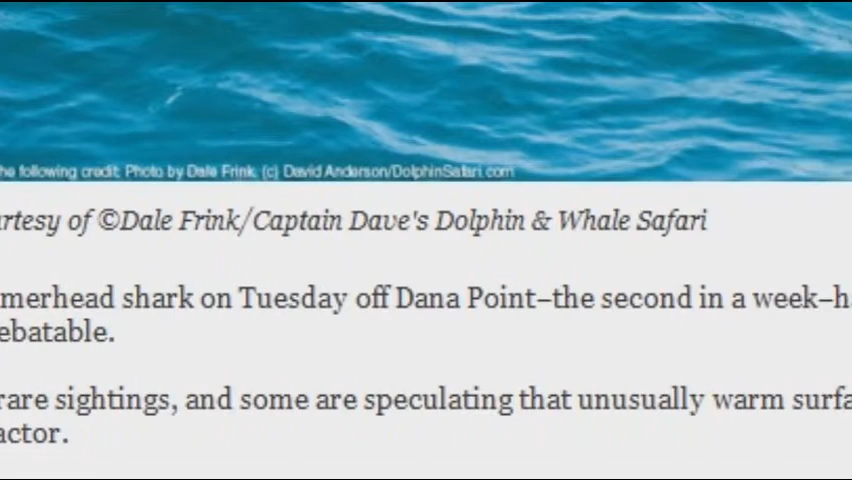 he following credit: Photo by Dale Frink, (c) David Anderson/DolphinSafari.com
rtesy of ©Dale Frink/Captain Dave's Dolphin & Whale Safari
merhead shark on Tuesday off Dana Point–the second in a week–h
ebatable.
rare sightings, and some are speculating that unusually warm surfa
actor.